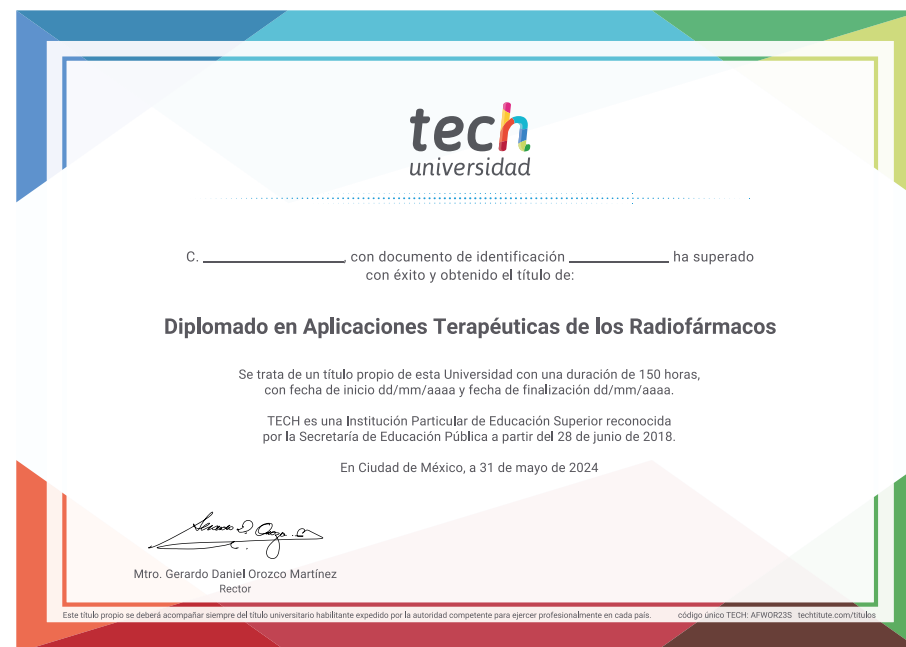 tech
universidad
C. ____________, con documento de identificación ____________ ha superado
con éxito y obtenido el título de:
Diplomado en Aplicaciones Terapéuticas de los Radiofármacos
Se trata de un título propio de esta Universidad con una duración de 150 horas,
con fecha de inicio dd/mm/aaaa y fecha de finalización dd/mm/aaaa.
TECH es una Institución Particular de Educación Superior reconocida
por la Secretaría de Educación Pública a partir del 28 de junio de 2018.
En Ciudad de México, a 31 de mayo de 2024
Mtro. Gerardo Daniel Orozco Martínez
Rector
Este título propio se deberá acompañar siempre del título universitario habilitante expedido por la autoridad competente para ejercer profesionalmente en cada país. código único TECH: AFWOR23S techtitute.com/titulos